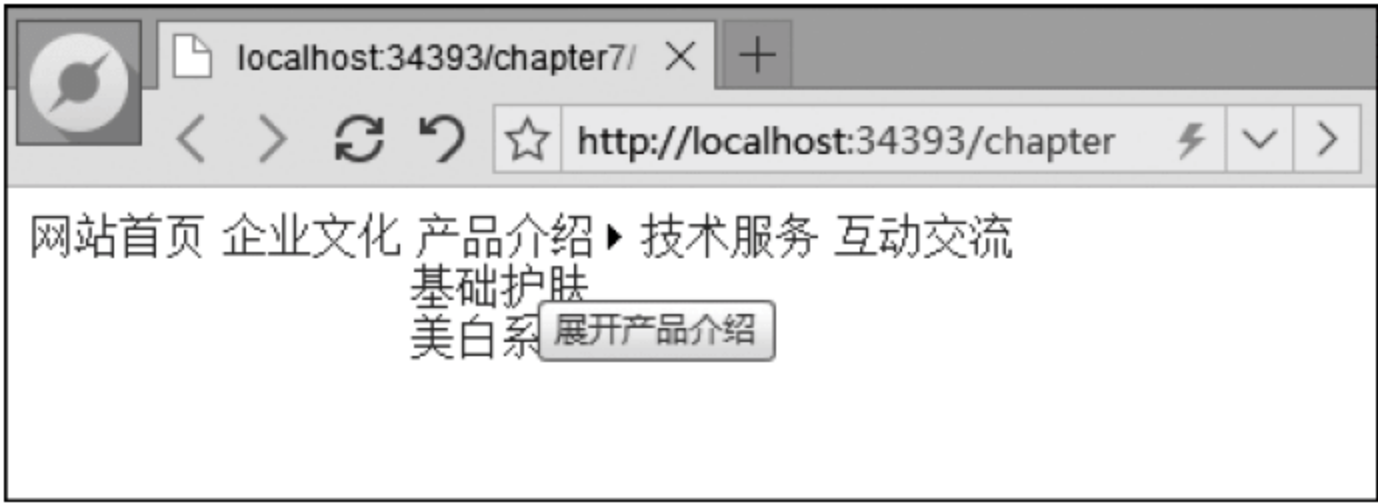 localhost:34393/chapter7/
http://localhost:34393/chapter
网站首页 企业文化 产品介绍 技术服务 互动交流
基础护肤
美白系
展开产品介绍